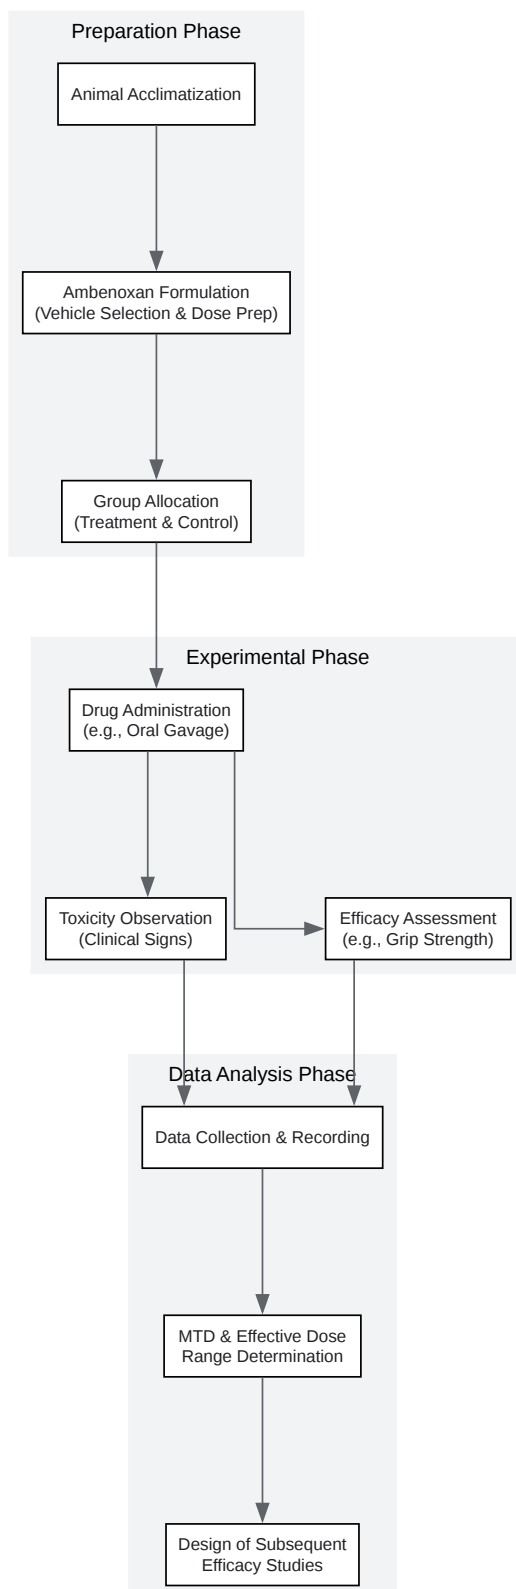 Preparation Phase
Animal Acclimatization
Ambenoxan Formulation
(Vehicle Selection & Dose Prep)
Group Allocation
(Treatment & Control)
Experimental Phase
Drug Administration
(e.g., Oral Gavage)
Toxicity Observation
(Clinical Signs)
Efficacy Assessment
(e.g., Grip Strength)
Data Analysis Phase
Data Collection & Recording
MTD & Effective Dose
Range Determination
Design of Subsequent
Efficacy Studies